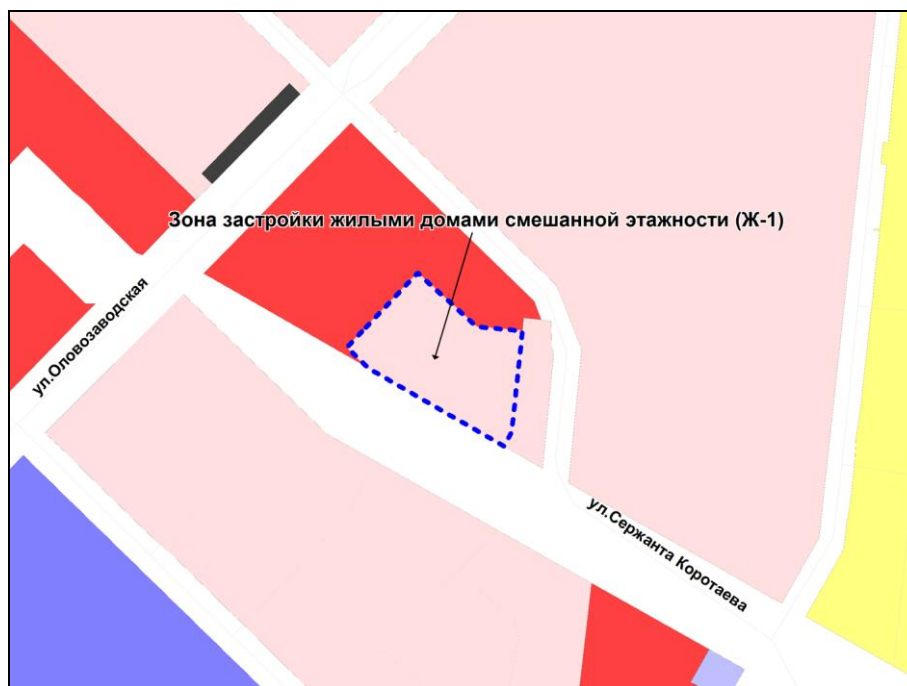 Зона застройки жилыми домами смешанной этажности (Ж-1)
ул.Оловозаводская
ул.Сержанта Коротаева